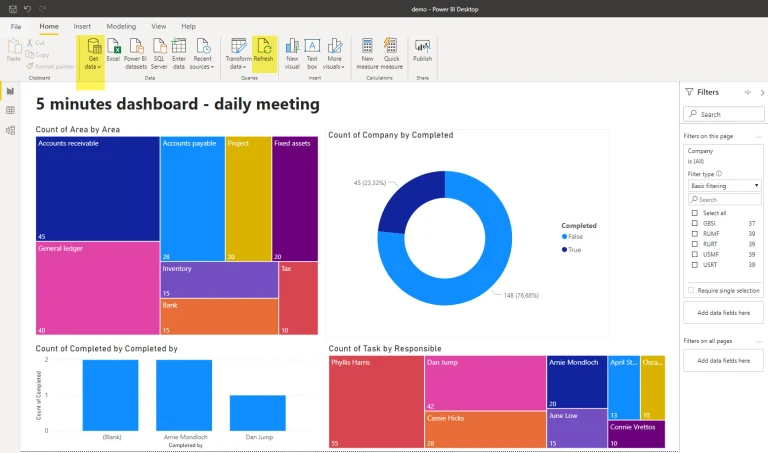 demo - Power BI Desktop
File Home Insert Modeling View Help
Paste
Cut
Copy
Format painter
Get data
Excel
Power BI datasets
SQL Server
Enter data
Recent sources
Transform data
Refresh
New visual
Text box
More visuals
New measure
Quick measure
Publish
Clipboard
Data
Queries
Insert
Calculations
Share
5 minutes dashboard - daily meeting
Count of Area by Area
Accounts receivable
45
Accounts payable
28
Project
20
Fixed assets
20
General ledger
40
Inventory
15
Bank
15
Tax
10
Count of Company by Completed
45 (23,32%)
148 (76,68%)
Completed
False
True
Count of Completed by Completed by
Count of Completed
2
1
0
(Blank)
Arnie Mondloch
Dan Jump
Completed by
Count of Task by Responsible
Phyllis Harris
55
Dan Jump
42
Cassie Hicks
28
Arnie Mondloch
20
June Low
15
April St...
13
Osca...
10
Connie Vrettos
10
Filters
Search
Filters on this page
...
Company
is (All)
Filter type
Basic filtering
Search
Select all
GBSI 37
RUMF 39
RURT 39
USMF 39
USRT 39
Require single selection
Add data fields here
Filters on all pages
...
Add data fields here